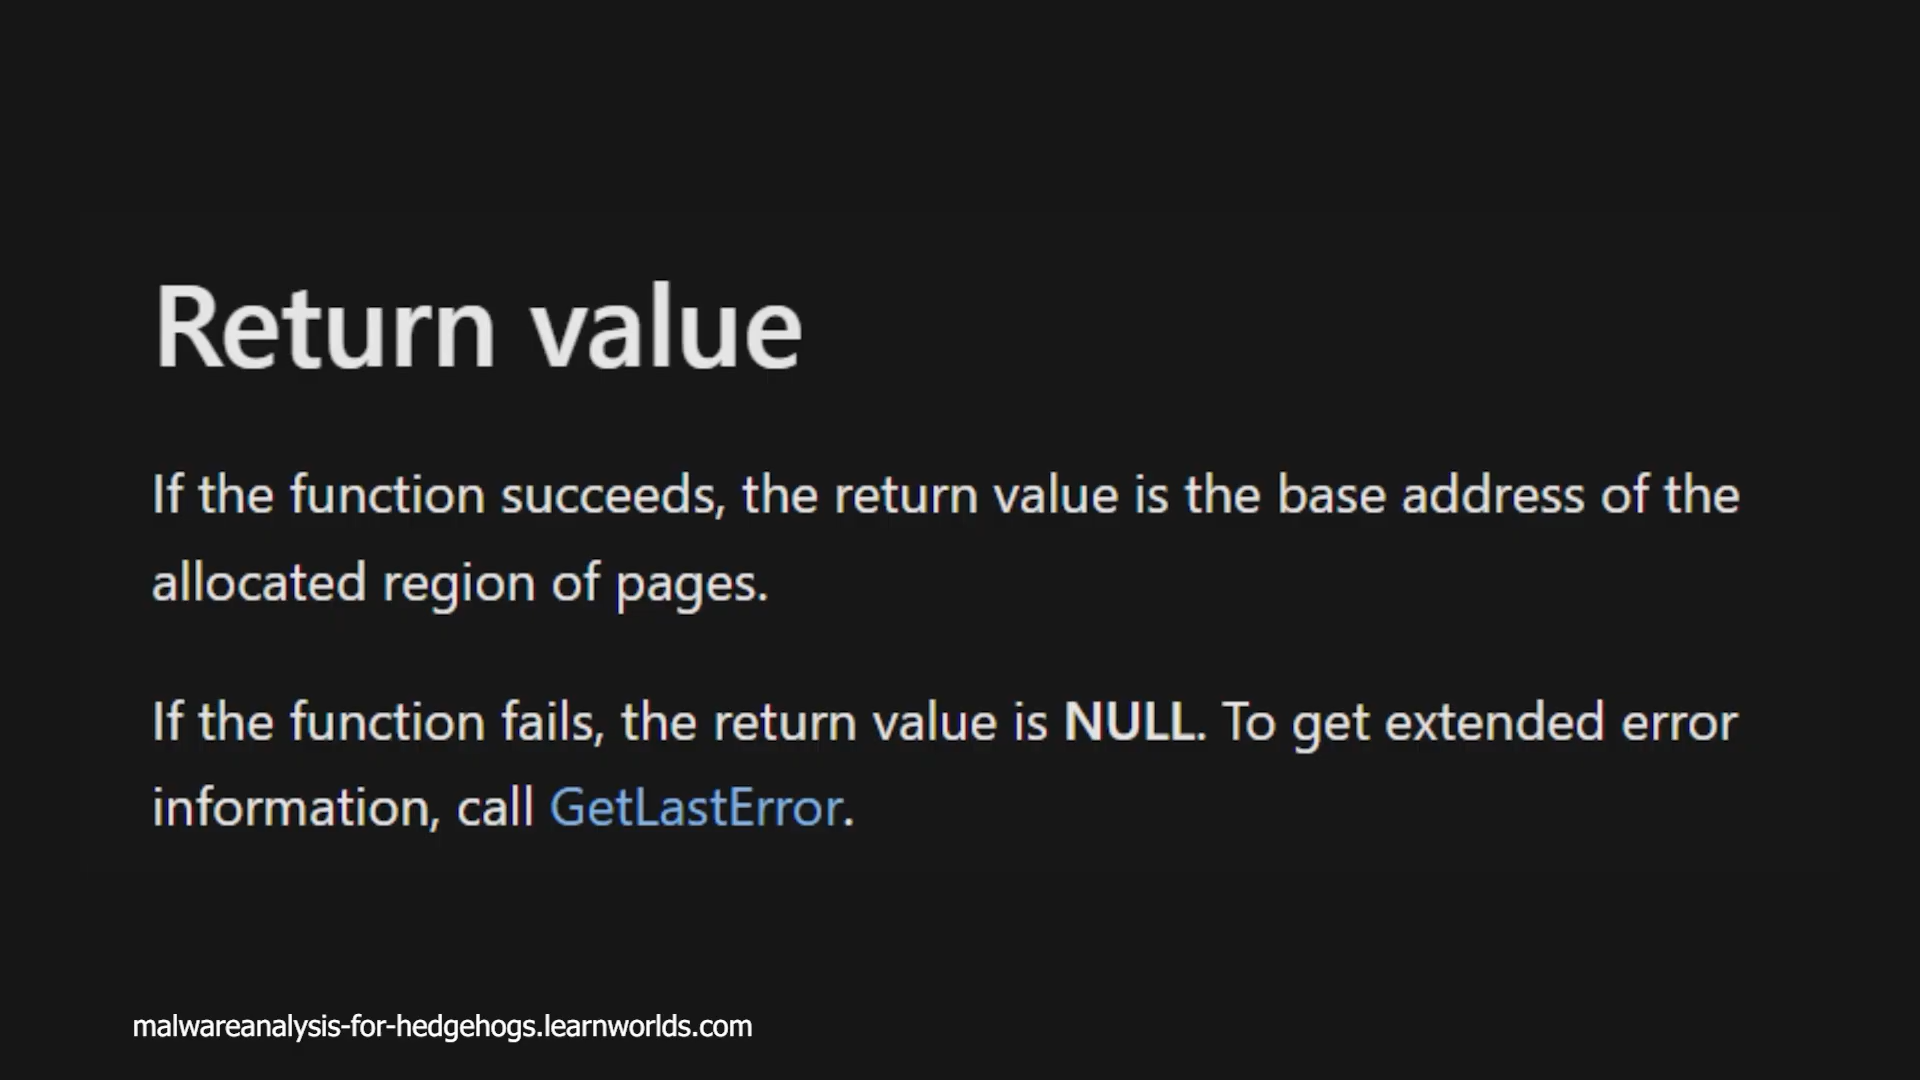 Return value
If the function succeeds, the return value is the base address of the
allocated region of pages.
If the function fails, the return value is NULL. To get extended error
information, call GetLastError.
malwareanalysis-for-hedgehogs.learnworlds.com